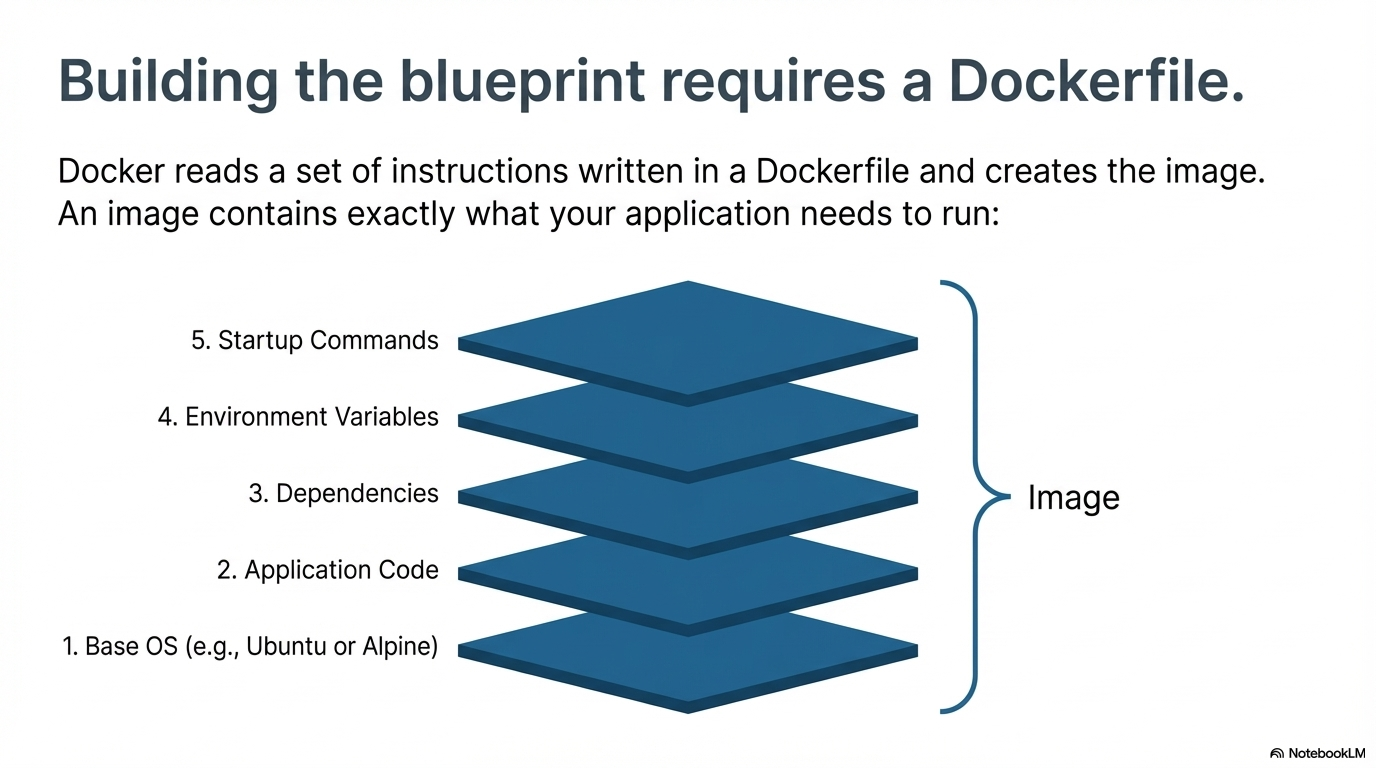 Building the blueprint requires a Dockerfile.
Docker reads a set of instructions written in a Dockerfile and creates the image.
An image contains exactly what your application needs to run:
5. Startup Commands
4. Environment Variables
3. Dependencies
2. Application Code
1. Base OS (e.g., Ubuntu or Alpine)
Image
NotebookLM